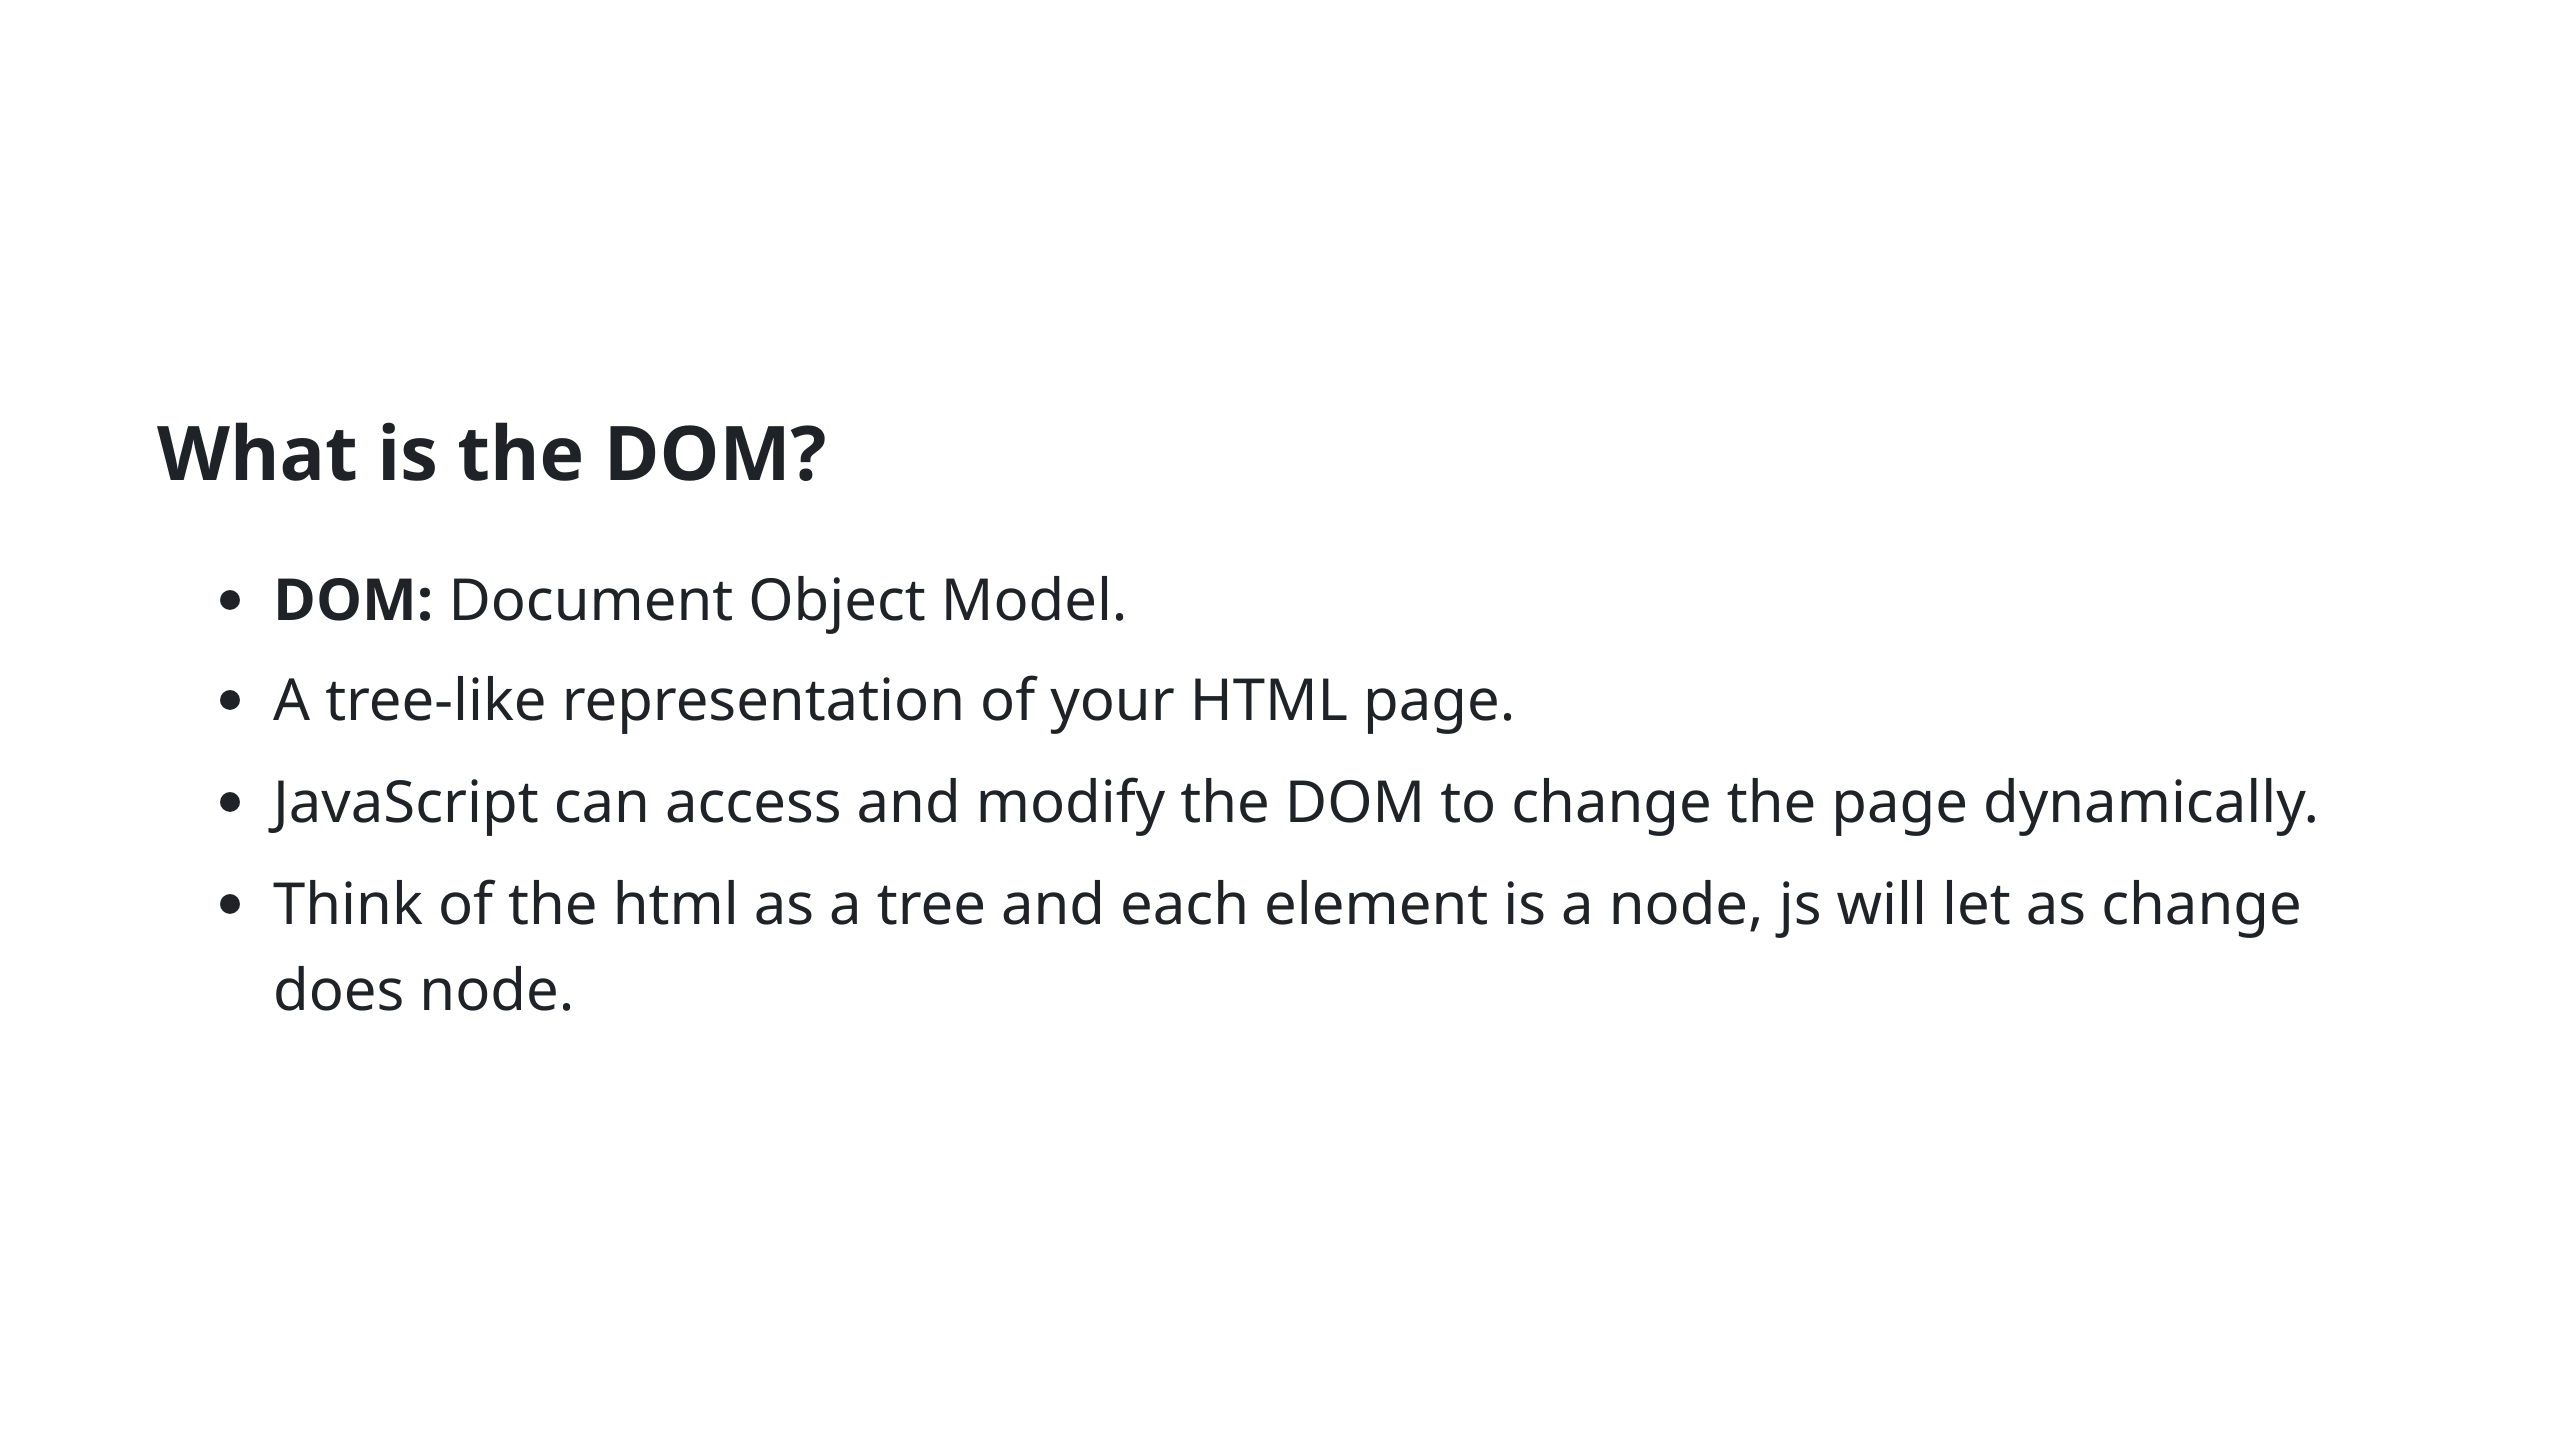 What is the DOM?
DOM: Document Object Model.
A tree-like representation of your HTML page.
JavaScript can access and modify the DOM to change the page dynamically.
Think of the html as a tree and each element is a node, js will let as change
does node.